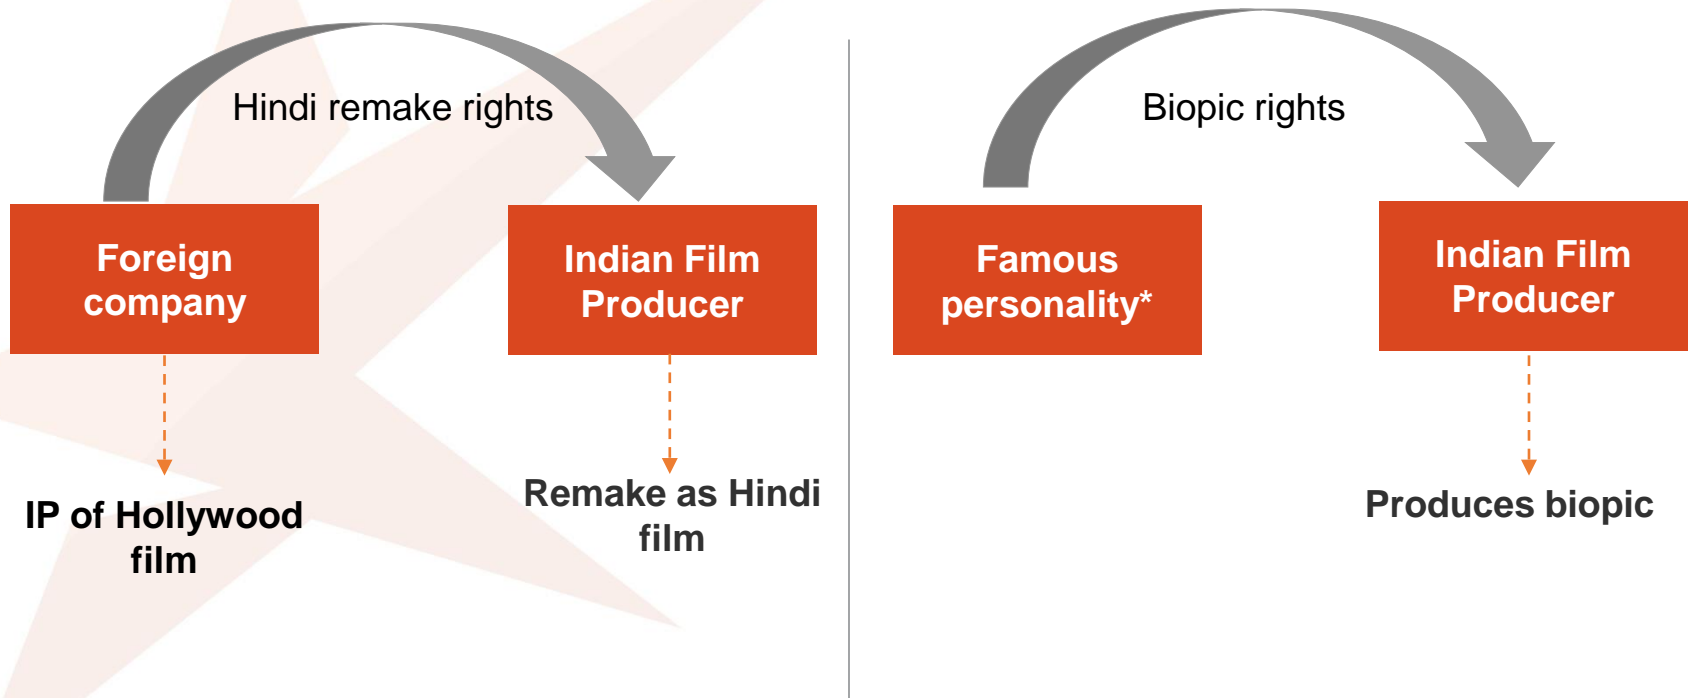 Hindi remake rights
Foreign
company
Indian Film
Producer
IP of Hollywood
film
Remake as Hindi
film
Biopic rights
Famous
personality*
Indian Film
Producer
Produces biopic